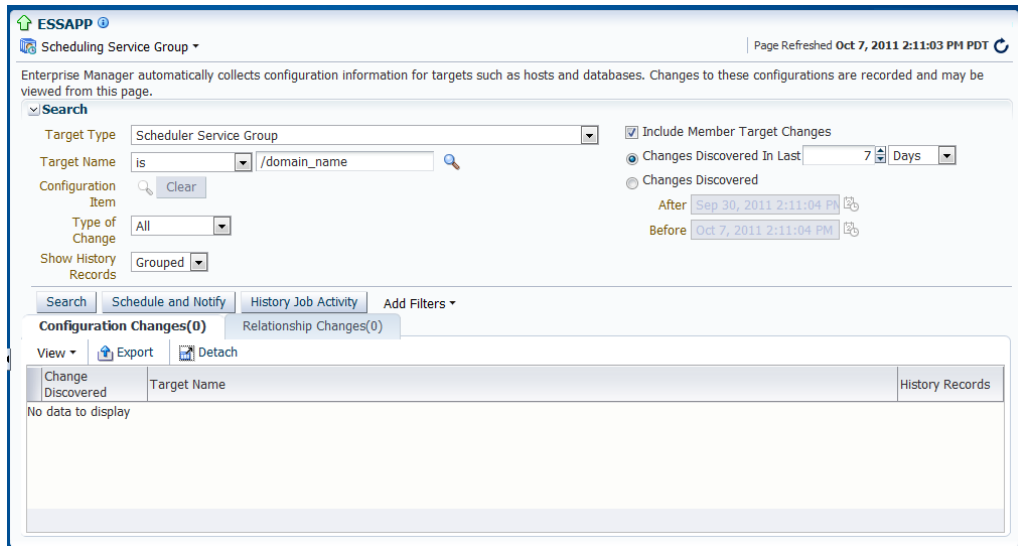 ESSAPP
Scheduling Service Group
Page Refreshed Oct 7, 2011 2:11:03 PM PDT
Enterprise Manager automatically collects configuration information for targets such as hosts and databases. Changes to these configurations are recorded and may be
viewed from this page.
Search
Target Type Scheduler Service Group
Target Name is /domain_name
Configuration
Item
Clear
Type of
Change
All
Show History
Records
Grouped
Include Member Target Changes
Changes Discovered In Last 7 Days
Changes Discovered
After Sep 30, 2011 2:11:04 PM
Before Oct 7, 2011 2:11:04 PM
Search Schedule and Notify History Job Activity Add Filters
Configuration Changes(0) Relationship Changes(0)
View Export Detach
Change
Discovered
Target Name History Records
No data to display